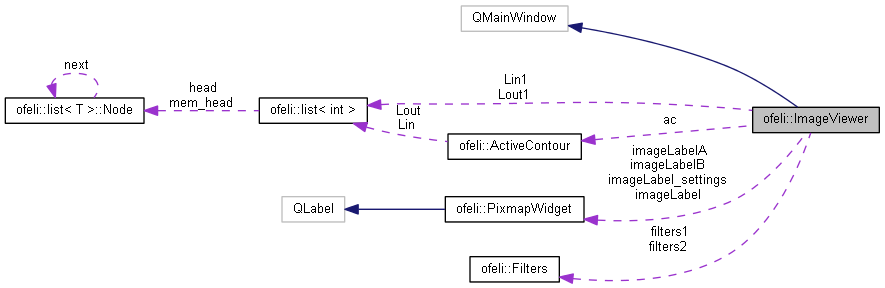 QMainWindow
next
head
mem_head
Lin1
Lout1
ofeli::list< T >::Node
ofeli::list< int >
Lout
Lin
ac
ofeli::ImageViewer
ofeli::ActiveContour
imageLabelA
imageLabelB
imageLabel_settings
imageLabel
QLabel
ofeli::PixmapWidget
filters1
filters2
ofeli::Filters